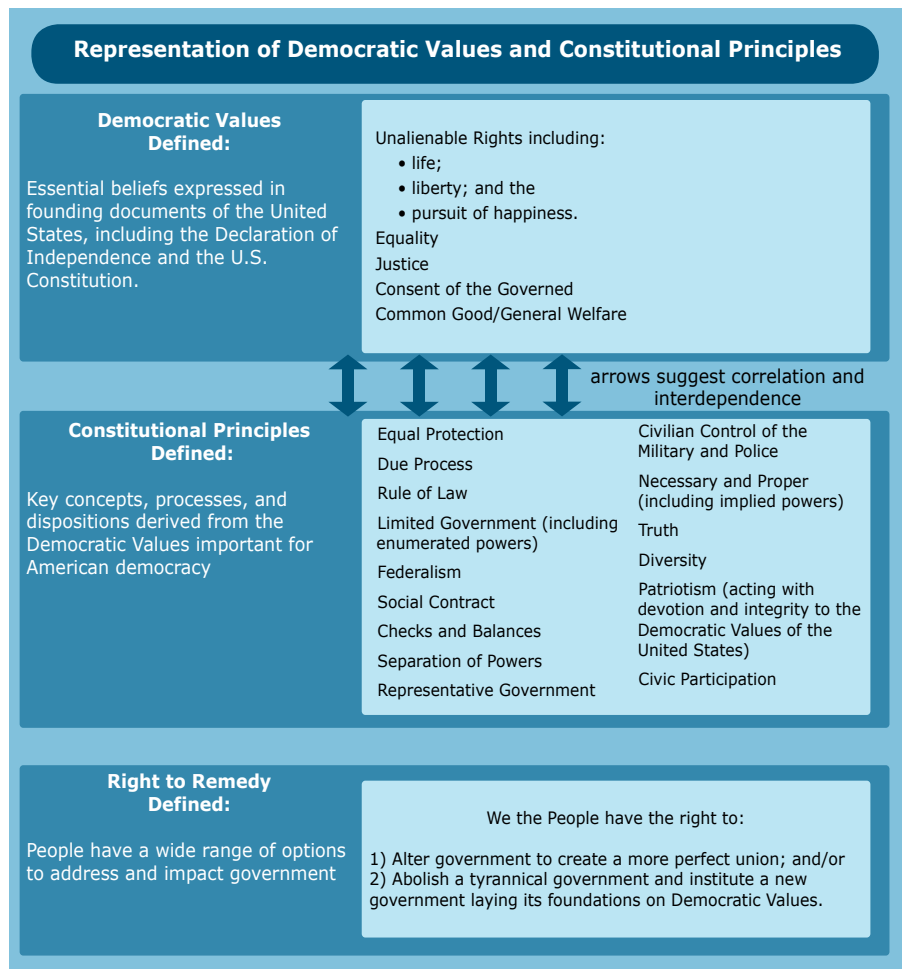 Representation of Democratic Values and Constitutional Principles
Democratic Values
Defined:
Essential beliefs expressed in
founding documents of the United
States, including the Declaration of
Independence and the U.S.
Constitution.
Unalienable Rights including:
• life;
• liberty; and the
• pursuit of happiness.
Equality
Justice
Consent of the Governed
Common Good/General Welfare
arrows suggest correlation and
interdependence
Constitutional Principles
Defined:
Key concepts, processes, and
dispositions derived from the
Democratic Values important for
American democracy
Equal Protection
Due Process
Rule of Law
Limited Government (including
enumerated powers)
Federalism
Social Contract
Checks and Balances
Separation of Powers
Representative Government
Civilian Control of the
Military and Police
Necessary and Proper
(including implied powers)
Truth
Diversity
Patriotism (acting with
devotion and integrity to the
Democratic Values of the
United States)
Civic Participation
Right to Remedy
Defined:
People have a wide range of options
to address and impact government
We the People have the right to:
1) Alter government to create a more perfect union; and/or
2) Abolish a tyrannical government and institute a new
government laying its foundations on Democratic Values.